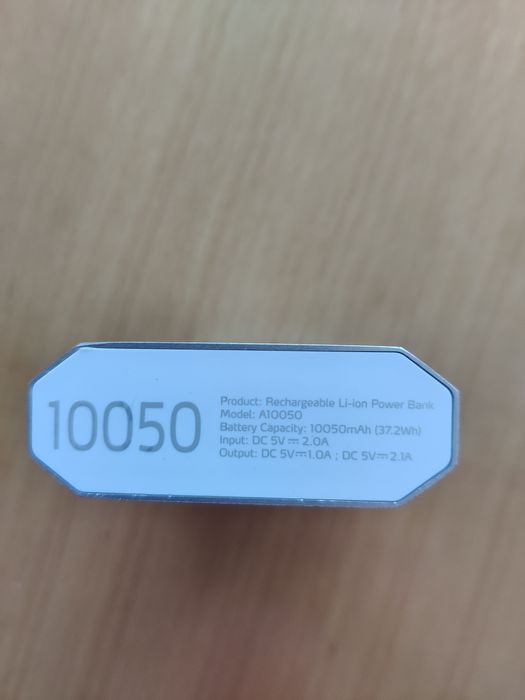 10050
Product: Rechargeable Li-ion Power Bank
Model: A10050
Battery Capacity: 10050mAh (37.2Wh)
Input: DC 5V ⎓ 2.0A
Output: DC 5V⎓1.0A ; DC 5V⎓2.1A